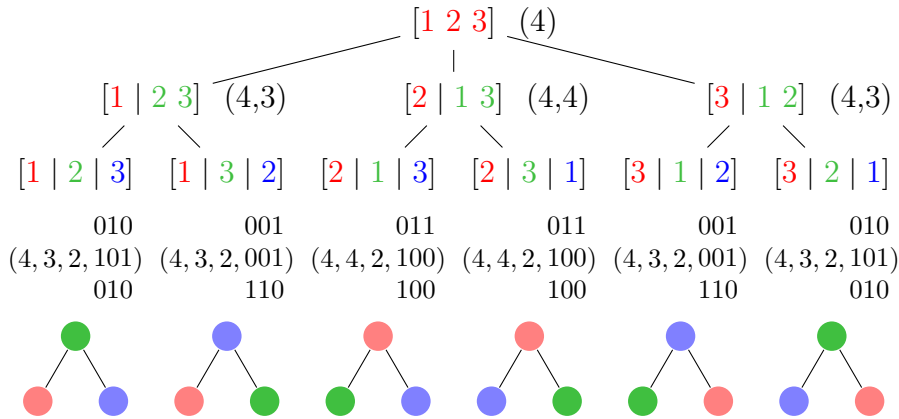 [1 2 3] (4)
[1 | 2 3] (4,3) [2 | 1 3] (4,4) [3 | 1 2] (4,3)
[1 | 2 | 3] [1 | 3 | 2] [2 | 1 | 3] [2 | 3 | 1] [3 | 1 | 2] [3 | 2 | 1]
010 001 011 011 001 010
(4, 3, 2, 101) (4, 3, 2, 001) (4, 4, 2, 100) (4, 4, 2, 100) (4, 3, 2, 001) (4, 3, 2, 101)
010 110 100 100 110 010